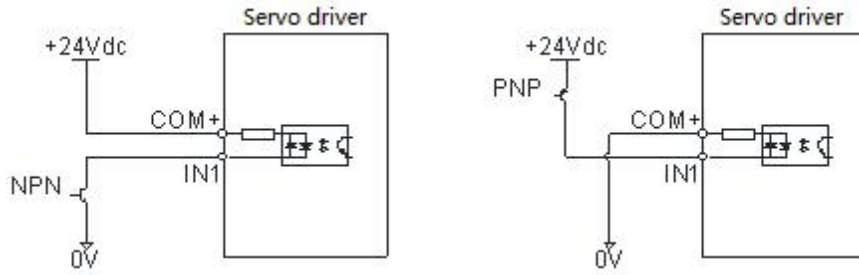 Servo driver
+24Vdc
COM+
IN1
NPN
0V
Servo driver
+24Vdc
PNP
COM+
IN1
0V